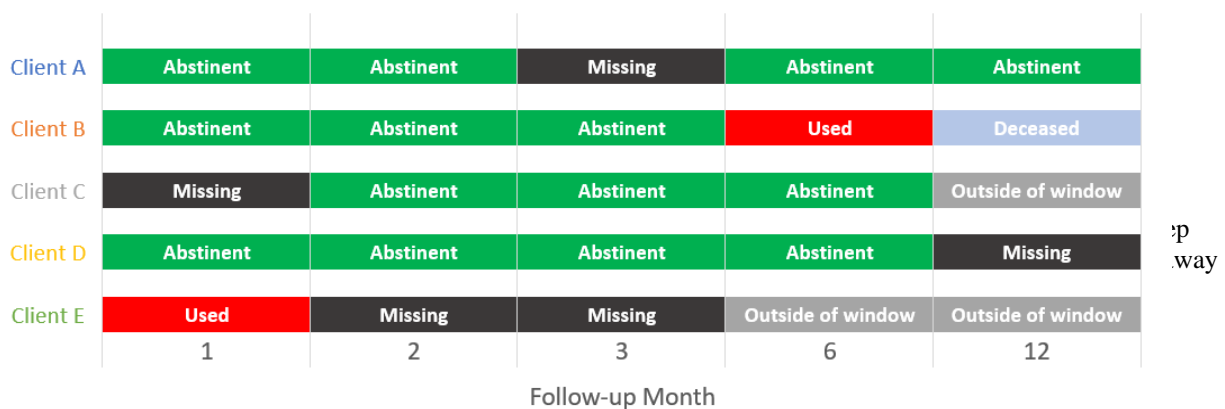 Client A Abstinent Abstinent Missing Abstinent Abstinent
Client B Abstinent Abstinent Abstinent Used Deceased
Client C Missing Abstinent Abstinent Abstinent Outside of window
Client D Abstinent Abstinent Abstinent Abstinent Missing
Client E Used Missing Missing Outside of window Outside of window
1 2 3 6 12
Follow-up Month